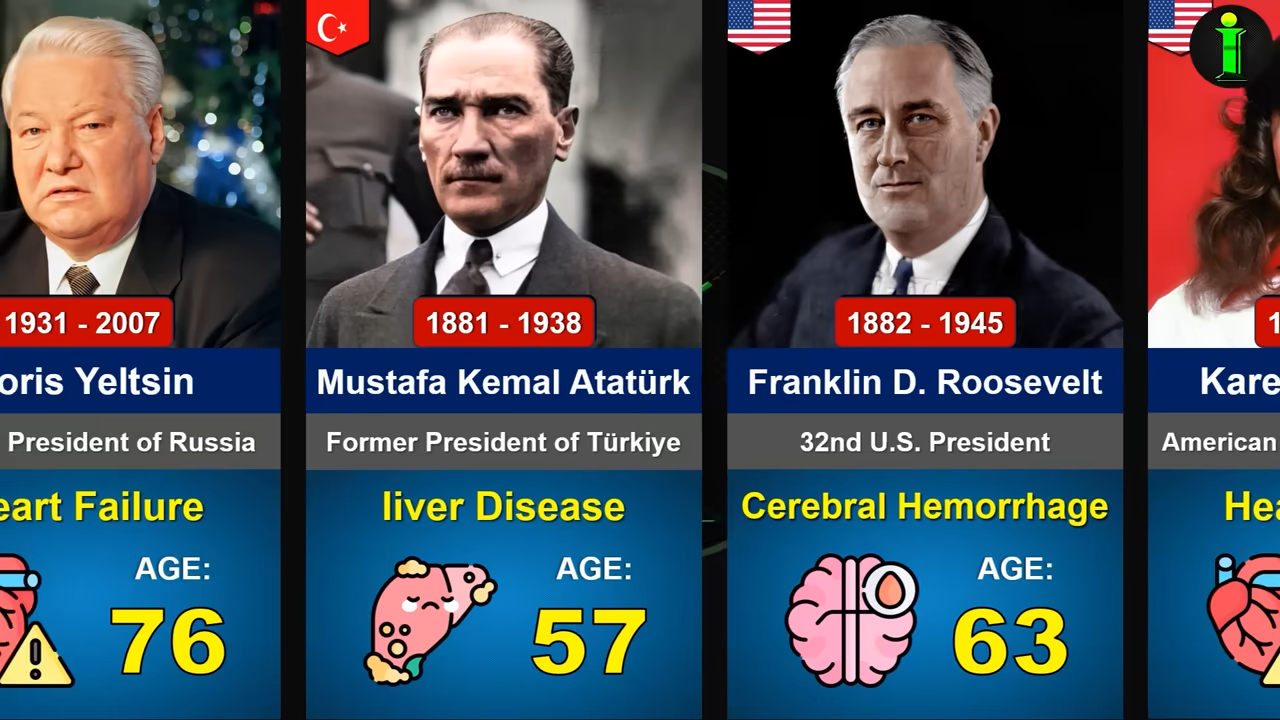 1931 - 2007
oris Yeltsin
President of Russia
eart Failure
AGE:
76
1881 - 1938
Mustafa Kemal Atatürk
Former President of Türkiye
liver Disease
AGE:
57
1882 - 1945
Franklin D. Roosevelt
32nd U.S. President
Cerebral Hemorrhage
AGE:
63
1
Kare
American
Hea
i